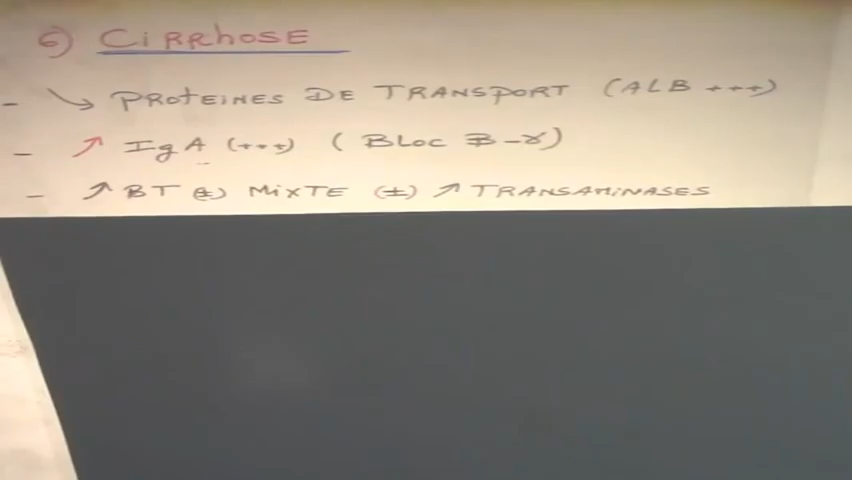 6) CiRRhOSE
- ↘ PROTEINES DE TRANSPORT (ALB +++)
- ↗ IgA (+++) ( BLOC B-γ)
- ↗ BT (±) MiXTE (±) ↗ TRANSAMiNASES